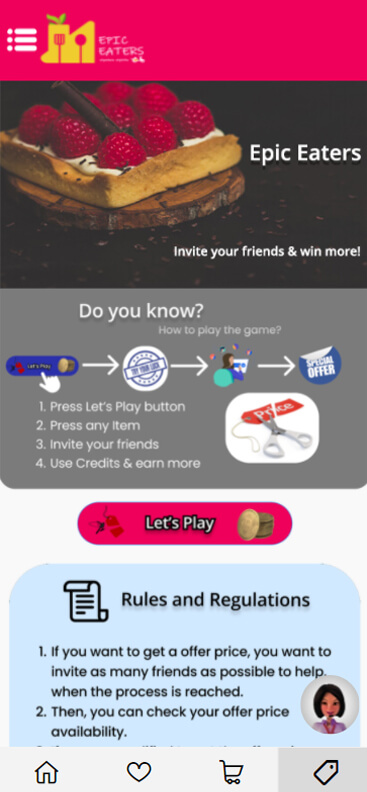 EPIC
EATERS
Epic Eaters
Invite your friends & win more!
Do you know?
How to play the game?
Let's Play
TRY YOUR LUCK
SPECIAL
OFFER
1. Press Let's Play button
2. Press any Item
3. Invite your friends
4. Use Credits & earn more
Price
Let's Play
Rules and Regulations
1. If you want to get a offer price, you want to
invite as many friends as possible to help,
when the process is reached.
2. Then, you can check your offer price
availability.